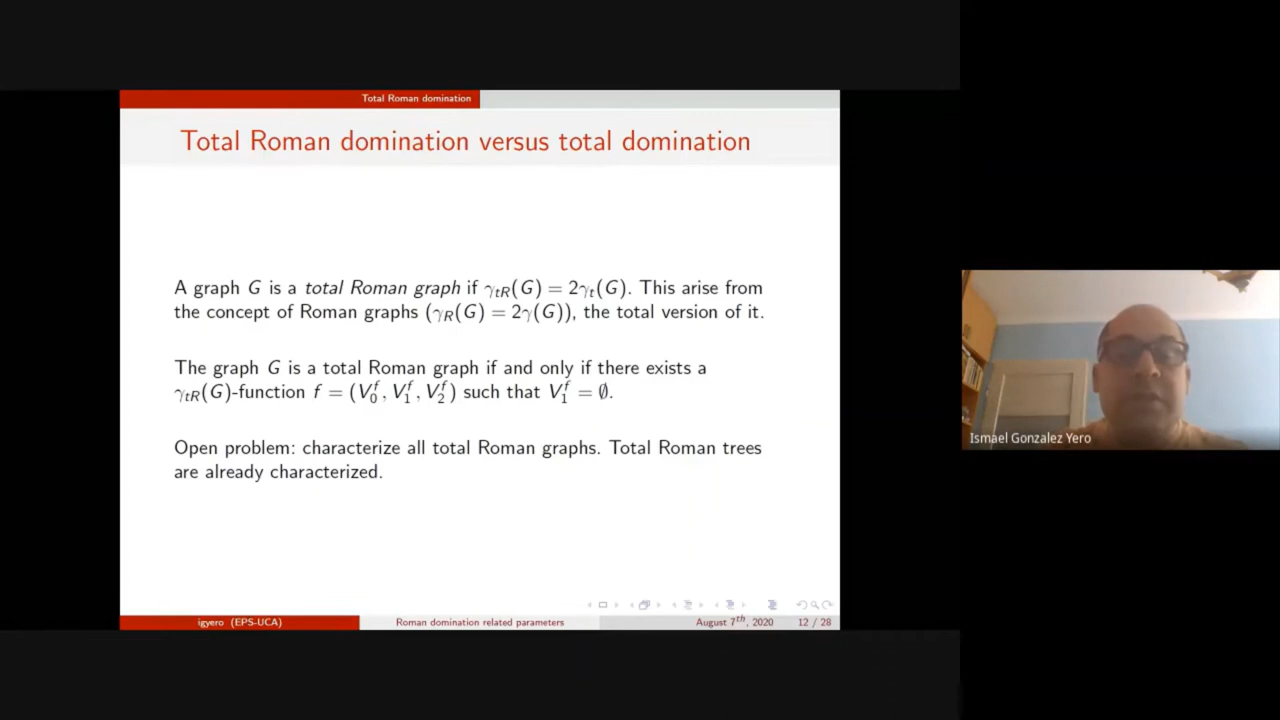 Total Roman domination
Total Roman domination versus total domination
A graph G is a total Roman graph if γtR(G) = 2γt(G). This arise from
the concept of Roman graphs (γR(G) = 2γ(G)), the total version of it.
The graph G is a total Roman graph if and only if there exists a
γtR(G)-function f = (V₀ᶠ, V₁ᶠ, V₂ᶠ) such that V₁ᶠ = ∅.
Open problem: characterize all total Roman graphs. Total Roman trees
are already characterized.
Ismael Gonzalez Yero
igyero (EPS-UCA) Roman domination related parameters August 7th, 2020 12 / 28